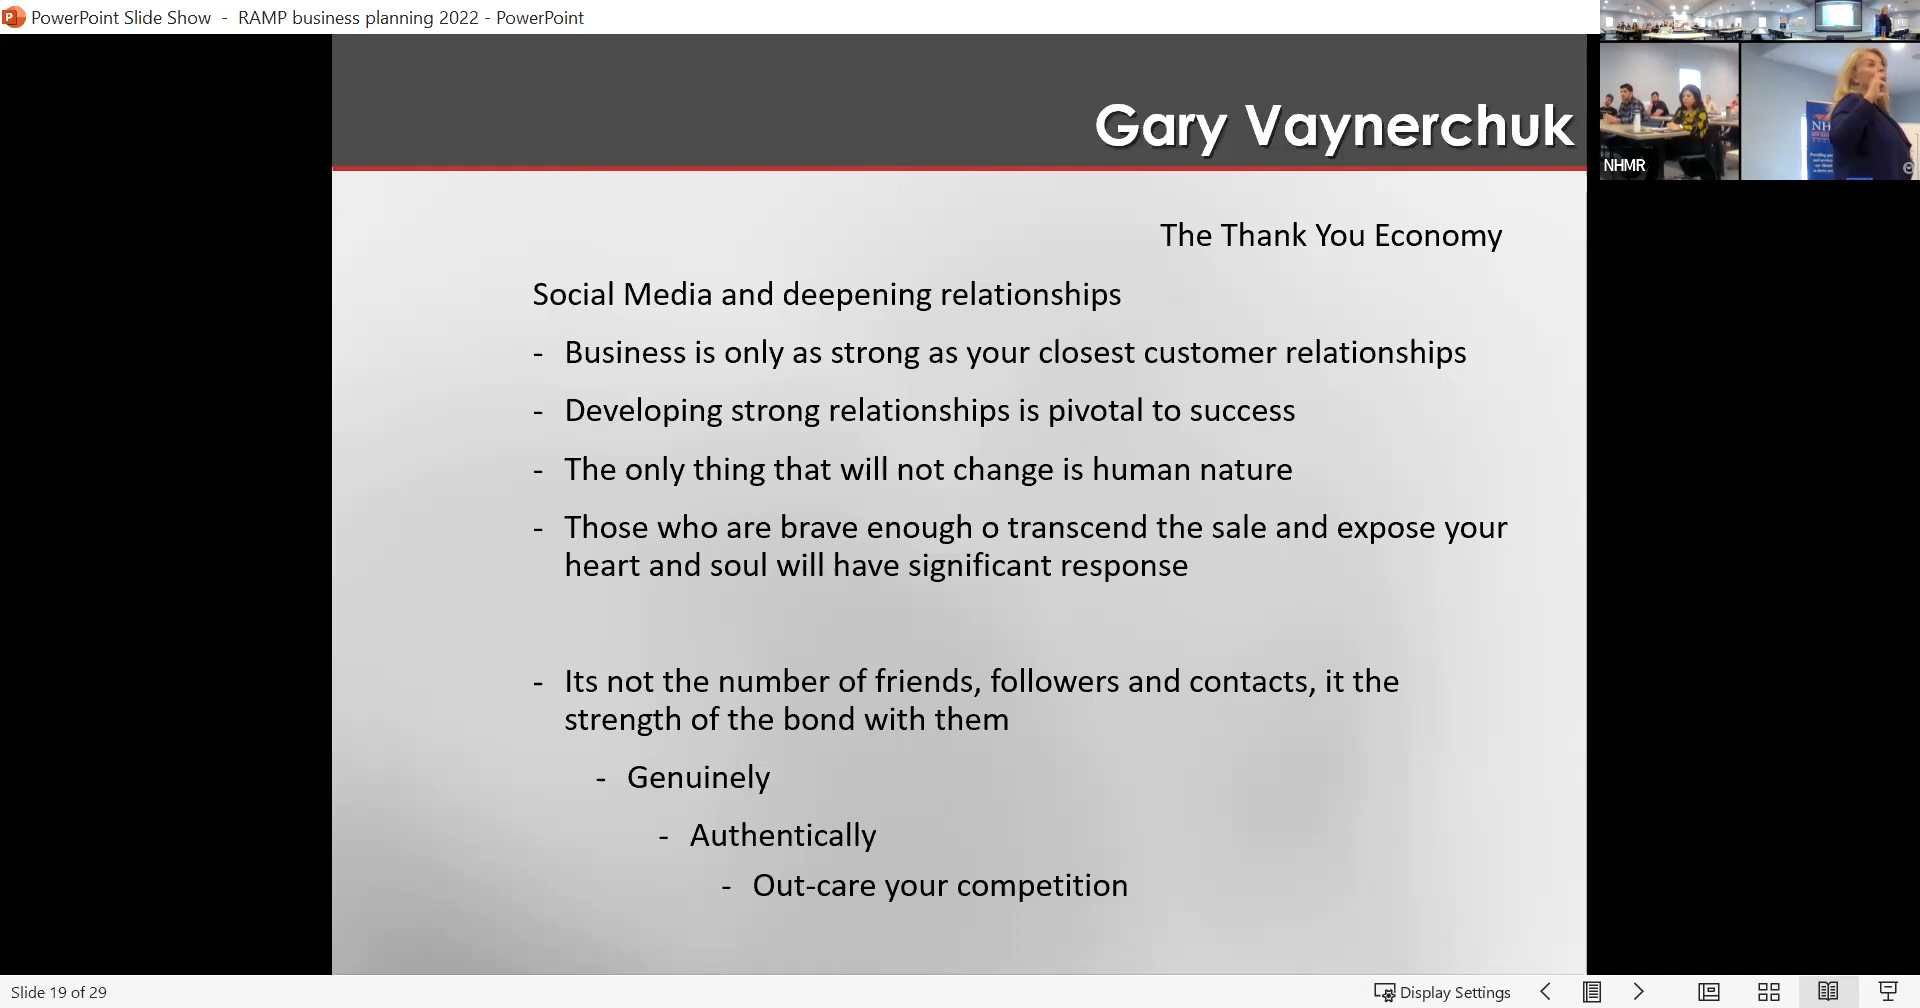 PowerPoint Slide Show - RAMP business planning 2022 - PowerPoint
Gary Vaynerchuk
NHMR
NH
The Thank You Economy
Social Media and deepening relationships
- Business is only as strong as your closest customer relationships
- Developing strong relationships is pivotal to success
- The only thing that will not change is human nature
- Those who are brave enough o transcend the sale and expose your
heart and soul will have significant response
- Its not the number of friends, followers and contacts, it the
strength of the bond with them
- Genuinely
- Authentically
- Out-care your competition
Slide 19 of 29
Display Settings